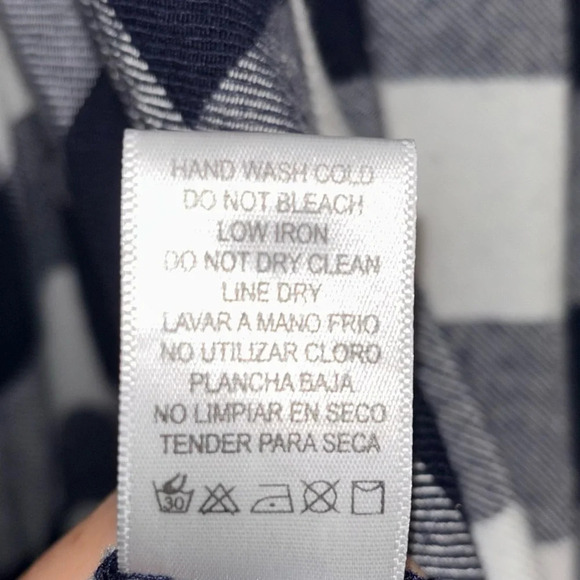 HAND WASH COLD
DO NOT BLEACH
LOW IRON
DO NOT DRY CLEAN
LINE DRY
LAVAR A MANO FRIO
NO UTILIZAR CLORO
PLANCHA BAJA
NO LIMPIAR EN SECO
TENDER PARA SECA
30